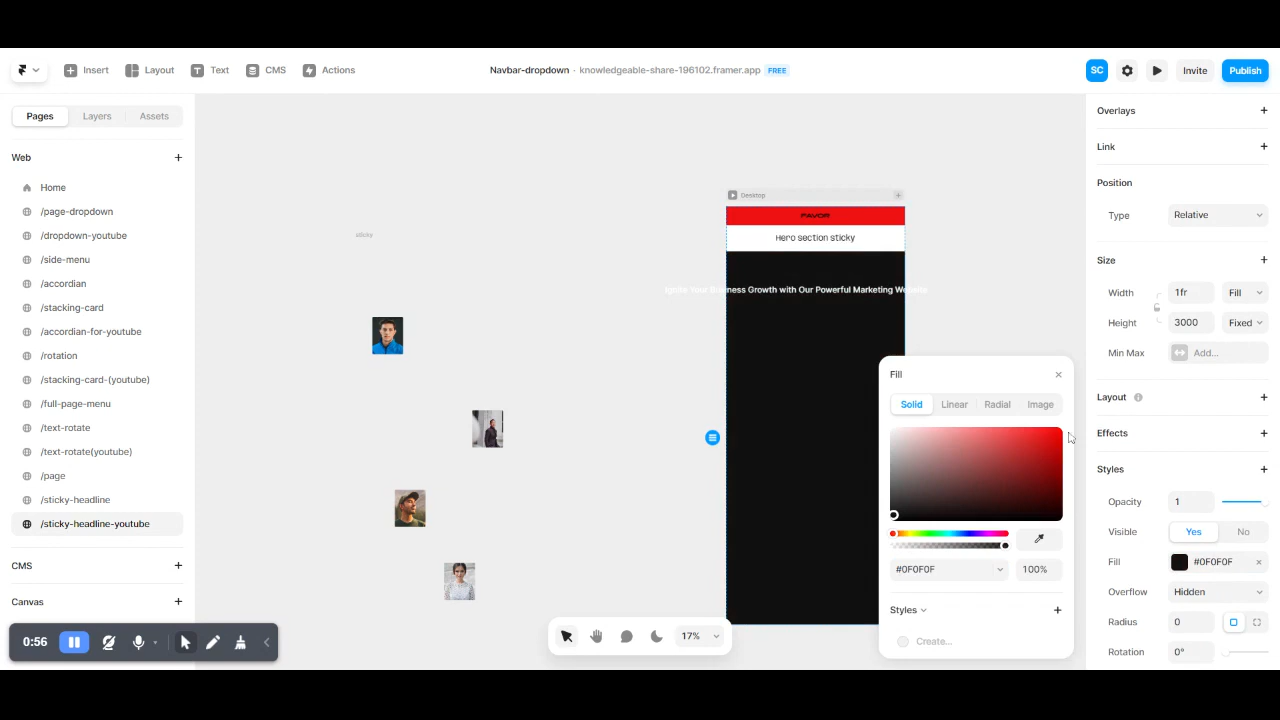 Insert
Layout
Text
CMS
Actions
Navbar-dropdown · knowledgeable-share-196102.framer.app FREE
SC
Invite
Publish
Pages
Layers
Assets
Web
Home
/page-dropdown
/dropdown-youtube
/side-menu
/accordian
/stacking-card
/accordian-for-youtube
/rotation
/stacking-card-(youtube)
/full-page-menu
/text-rotate
/text-rotate(youtube)
/page
/sticky-headline
/sticky-headline-youtube
CMS
Canvas
0:56
sticky
Desktop
FAVOR
Hero section sticky
Ignite Your Business Growth with Our Powerful Marketing Website
17%
Fill
Solid
Linear
Radial
Image
#0F0F0F
100%
Styles
Create...
Overlays
Link
Position
Type
Relative
Size
Width
1fr
Fill
Height
3000
Fixed
Min Max
Add...
Layout
Effects
Styles
Opacity
1
Visible
Yes
No
Fill
#0F0F0F
Overflow
Hidden
Radius
0
Rotation
0°